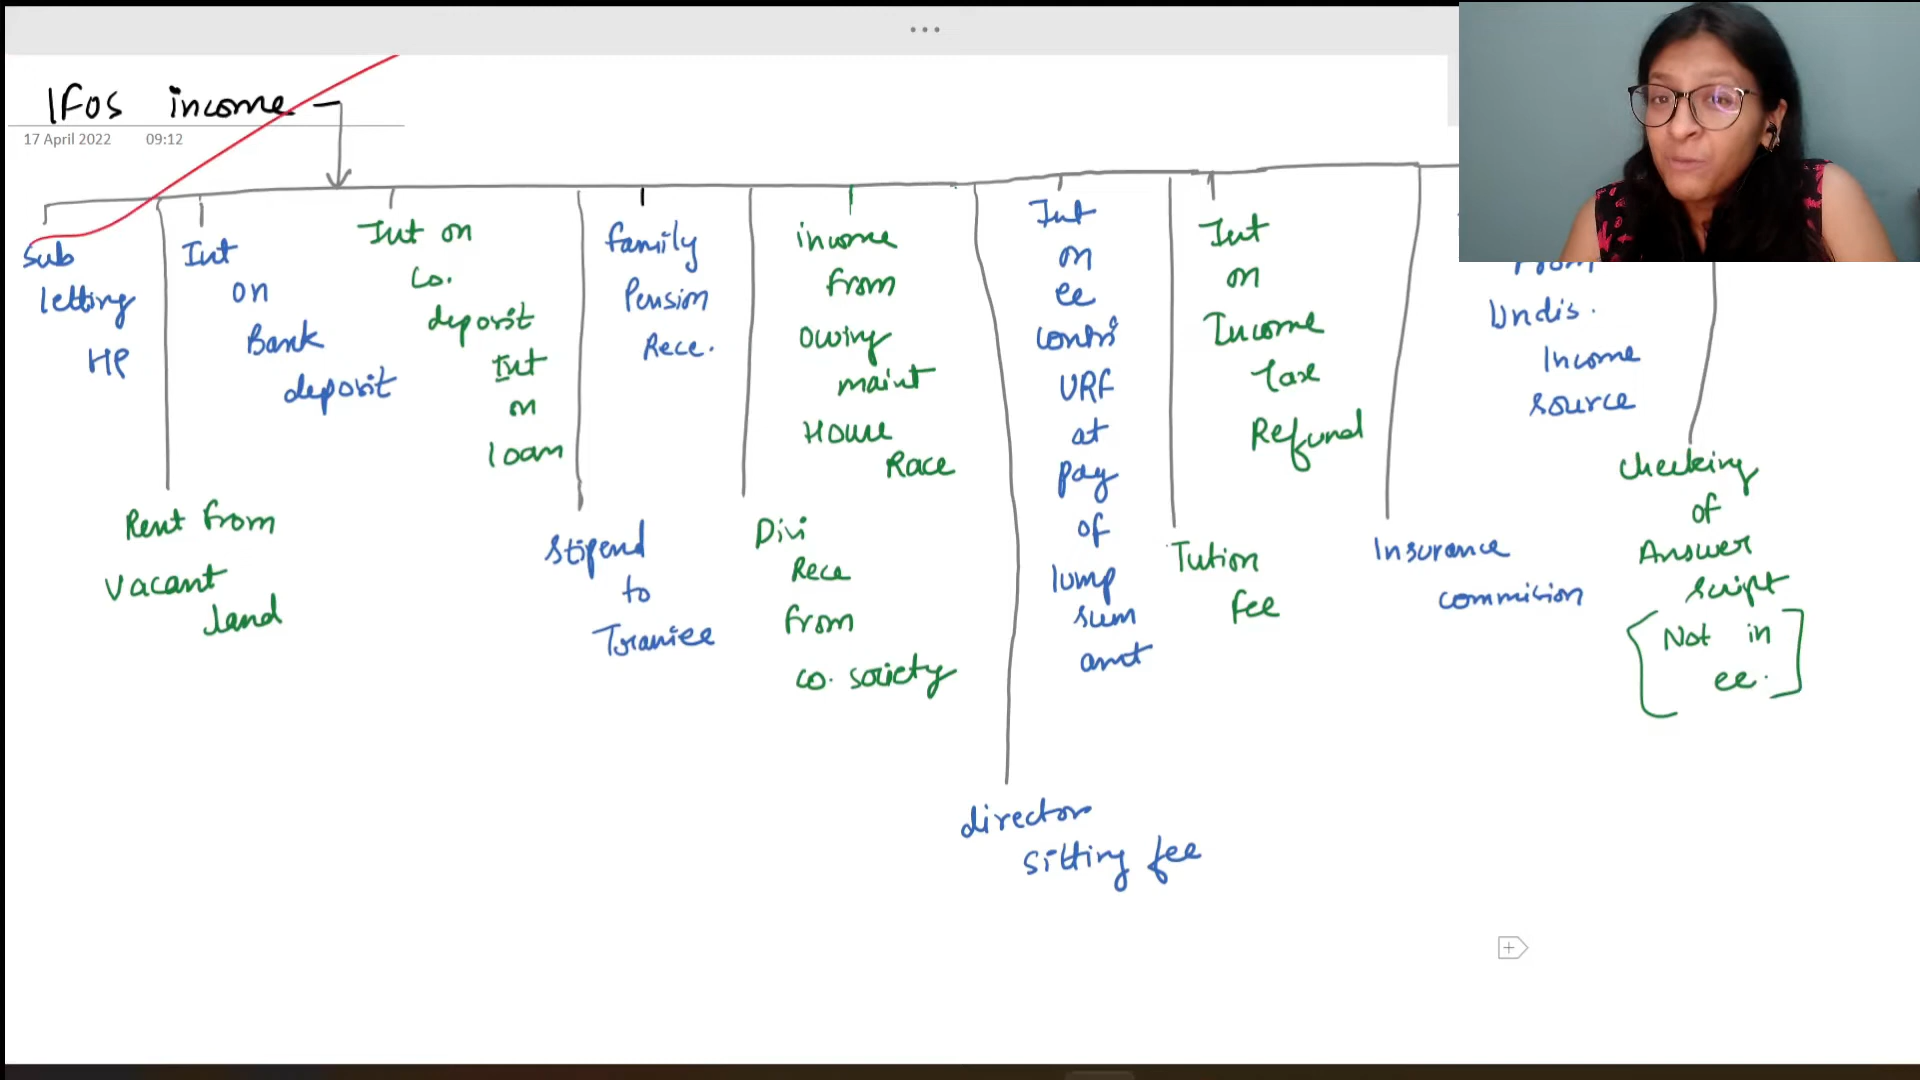 IFOS income
17 April 2022 09:12
Sub
letting
HP
Rent from
vacant
land
Int
on
Bank
deposit
Int on
co.
deposit
Int
on
loan
Stipend
to
Traniee
family
Pension
Rece.
Divi
Rece
from
co. society
income
from
owing
maint
House
Race
director
sitting fee
Int
on
ee
contri
URF
at
pay
of
lump
sum
amt
Tution
fee
Int
on
Income
Tax
Refund
Insurance
commision
from
Undis.
Income
source
checking
of
Answer
script
[Not in
ee.]